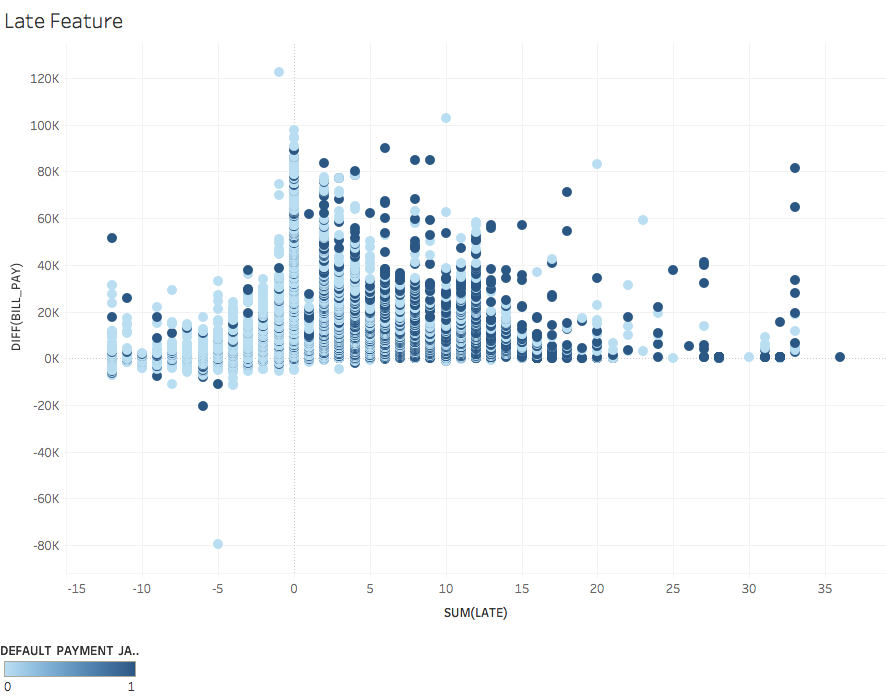 Late Feature
120K
100K
80K
60K
40K
20K
0K
-20K
-40K
-60K
-80K
DIFF(BILL_PAY)
-15 -10 -5 0 5 10 15 20 25 30 35
SUM(LATE)
DEFAULT PAYMENT JA..
0 1